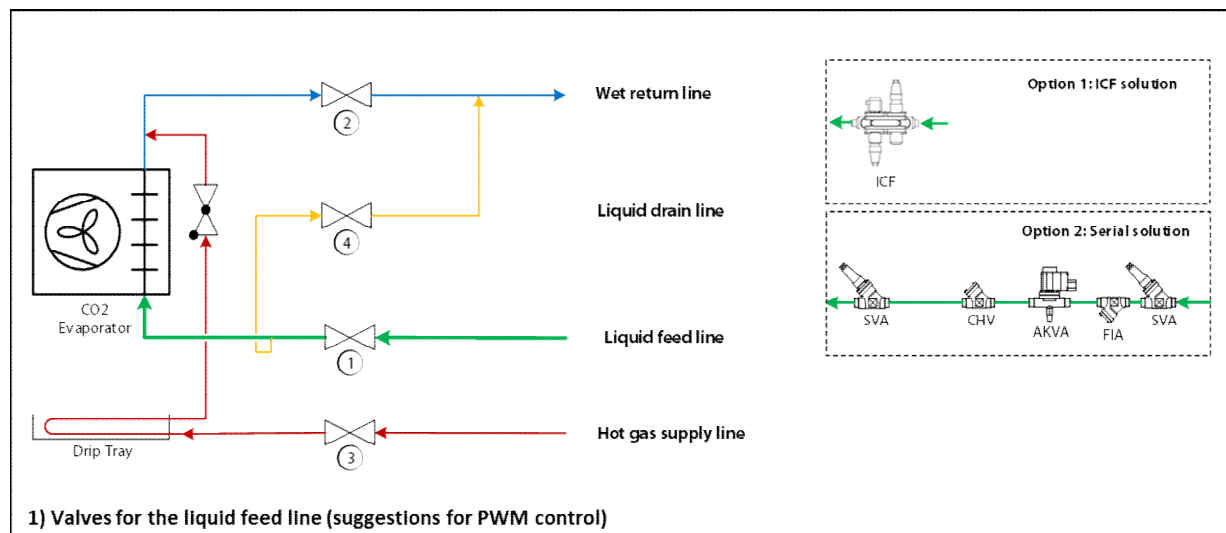 Wet return line
2
Liquid drain line
4
CO2
Evaporator
Liquid feed line
1
Hot gas supply line
3
Drip Tray
Option 1: ICF solution
ICF
Option 2: Serial solution
SVA
CHV
AKVA
FIA
SVA
1) Valves for the liquid feed line (suggestions for PWM control)